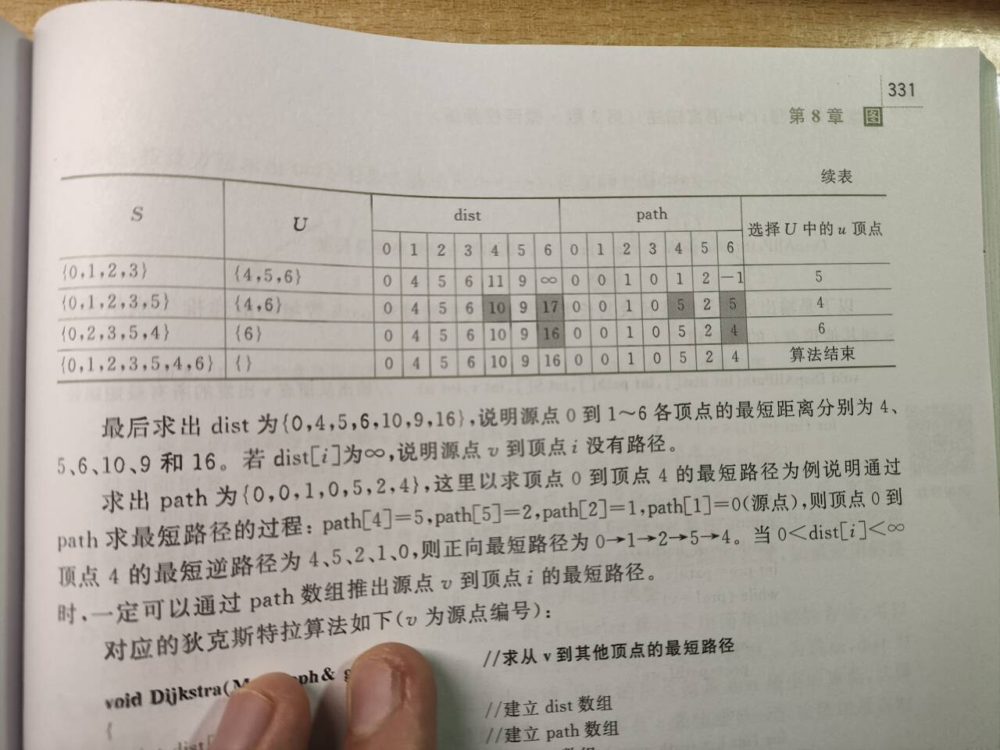 331
第8章 图
续表
S U dist path 选择U中的u顶点
0 1 2 3 4 5 6 0 1 2 3 4 5 6
{0,1,2,3} {4,5,6} 0 4 5 6 11 9 ∞ 0 0 1 0 1 2 −1 5
{0,1,2,3,5} {4,6} 0 4 5 6 10 9 17 0 0 1 0 5 2 5 4
{0,2,3,5,4} {6} 0 4 5 6 10 9 16 0 0 1 0 5 2 4 6
{0,1,2,3,5,4,6} {} 0 4 5 6 10 9 16 0 0 1 0 5 2 4 算法结束
最后求出 dist 为{0,4,5,6,10,9,16},说明源点 0 到 1~6 各顶点的最短距离分别为 4、
5、6、10、9 和 16。若 dist[i]为∞,说明源点 v 到顶点 i 没有路径。
求出 path 为{0,0,1,0,5,2,4},这里以求顶点 0 到顶点 4 的最短路径为例说明通过
path 求最短路径的过程:path[4]=5,path[5]=2,path[2]=1,path[1]=0(源点),则顶点 0 到
顶点 4 的最短逆路径为 4、5、2、1、0,则正向最短路径为 0→1→2→5→4。当 0<dist[i]<∞
时,一定可以通过 path 数组推出源点 v 到顶点 i 的最短路径。
对应的狄克斯特拉算法如下(v 为源点编号):
void Dijkstra( //求从 v 到其他顶点的最短路径
{ //建立 dist 数组
//建立 path 数组